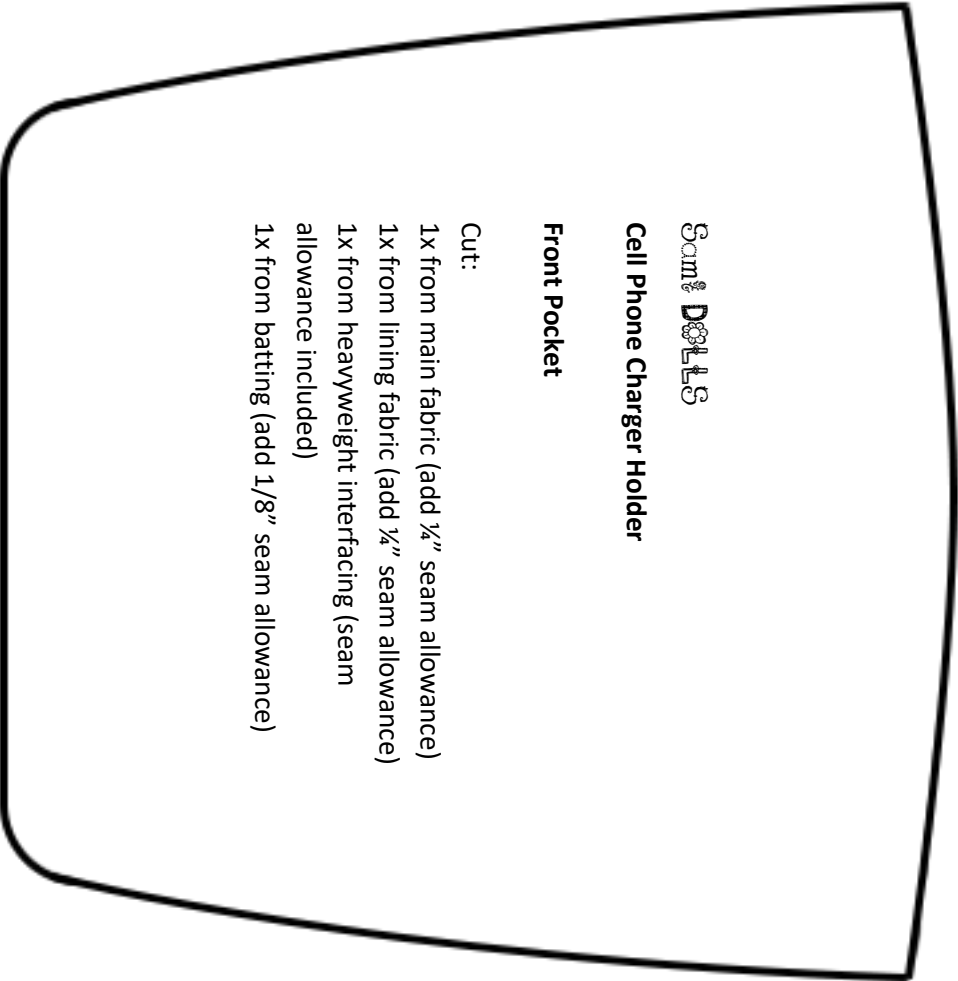 Sami DOLLS
Cell Phone Charger Holder
Front Pocket
Cut:
1x from main fabric (add ¼” seam allowance)
1x from lining fabric (add ¼” seam allowance)
1x from heavyweight interfacing (seam
allowance included)
1x from batting (add 1/8” seam allowance)